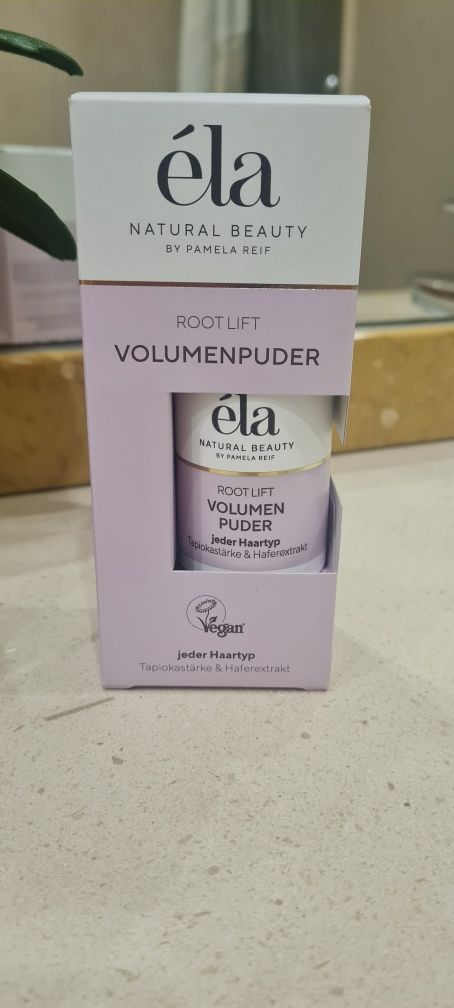 éla
NATURAL BEAUTY
BY PAMELA REIF
ROOT LIFT
VOLUMENPUDER
éla
NATURAL BEAUTY
BY PAMELA REIF
ROOT LIFT
VOLUMEN
PUDER
jeder Haartyp
Tapiokastärke & Haferextrakt
Vegan
jeder Haartyp
Tapiokastärke & Haferextrakt